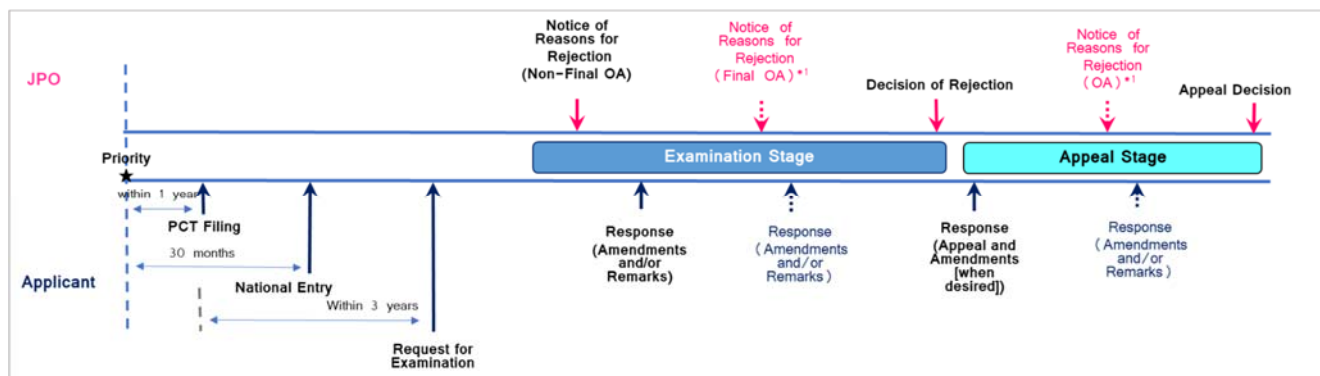 Notice of
Reasons for
Rejection
(Non-Final OA)
Notice of
Reasons for
Rejection
(Final OA)*1
Decision of Rejection
Notice of
Reasons for
Rejection
(OA)*1
Appeal Decision
JPO
Priority
Examination Stage
Appeal Stage
within 1 year
PCT Filing
30 months
Applicant
National Entry
Within 3 years
Request for
Examination
Response
(Amendments
and/or
Remarks)
Response
(Amendments
and/or
Remarks)
Response
(Appeal and
Amendments
[when
desired])
Response
(Amendments
and/or
Remarks)